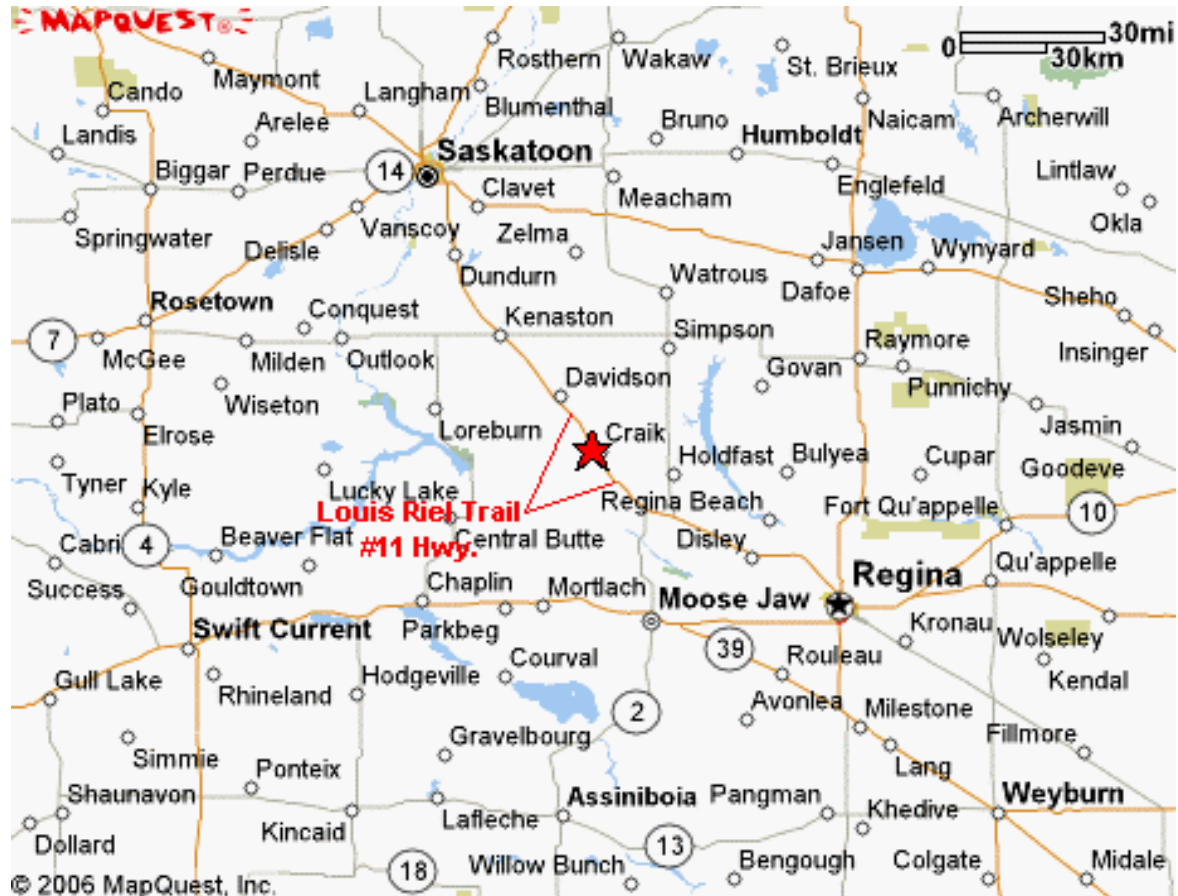 MAPQUEST®
30mi
0
30km
Rosthern
Wakaw
St. Brieux
Maymont
Cando
Langham
Blumenthal
Naicam
Archerwill
Landis
Arelee
Bruno
Humboldt
Saskatoon
14
Biggar
Perdue
Clavet
Meacham
Englefeld
Lintlaw
Okla
Springwater
Delisle
Vanscoy
Zelma
Jansen
Wynyard
Dundurn
Watrous
Dafoe
Sheho
Rosetown
Conquest
Kenaston
Simpson
7
McGee
Milden
Outlook
Raymore
Insinger
Govan
Punnichy
Davidson
Wiseton
Plato
Elrose
Loreburn
Craik
Jasmin
Holdfast
Bulyea
Cupar
Goodeve
Tyner
Kyle
Lucky Lake
Regina Beach
Fort Qu'appelle
Louis Riel Trail
#11 Hwy.
10
4
Cabri
Beaver Flat
Central Butte
Disley
Qu'appelle
Success
Gouldtown
Chaplin
Mortlach
Regina
Moose Jaw
Parkbeg
Swift Current
39
Kronau
Wolseley
Rouleau
Kendal
Courval
Gull Lake
Rhineland
Hodgeville
2
Avonlea
Milestone
Fillmore
Simmie
Gravelbourg
Lang
Ponteix
Shaunavon
Assiniboia
Pangman
Weyburn
Khedive
Kincaid
Lafleche
Dollard
13
18
Willow Bunch
Bengough
Colgate
Midale
© 2006 MapQuest, Inc.